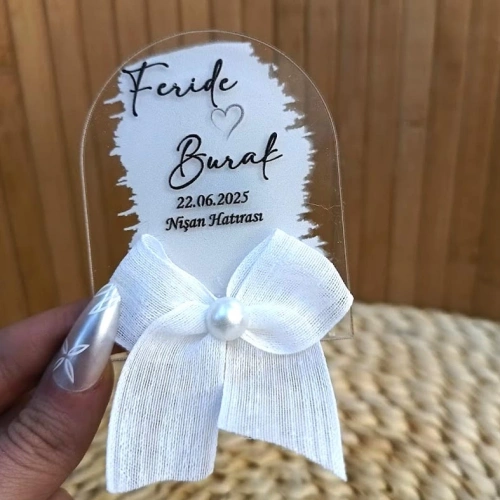 Feride
Burak
22.06.2025
Nişan Hatırası